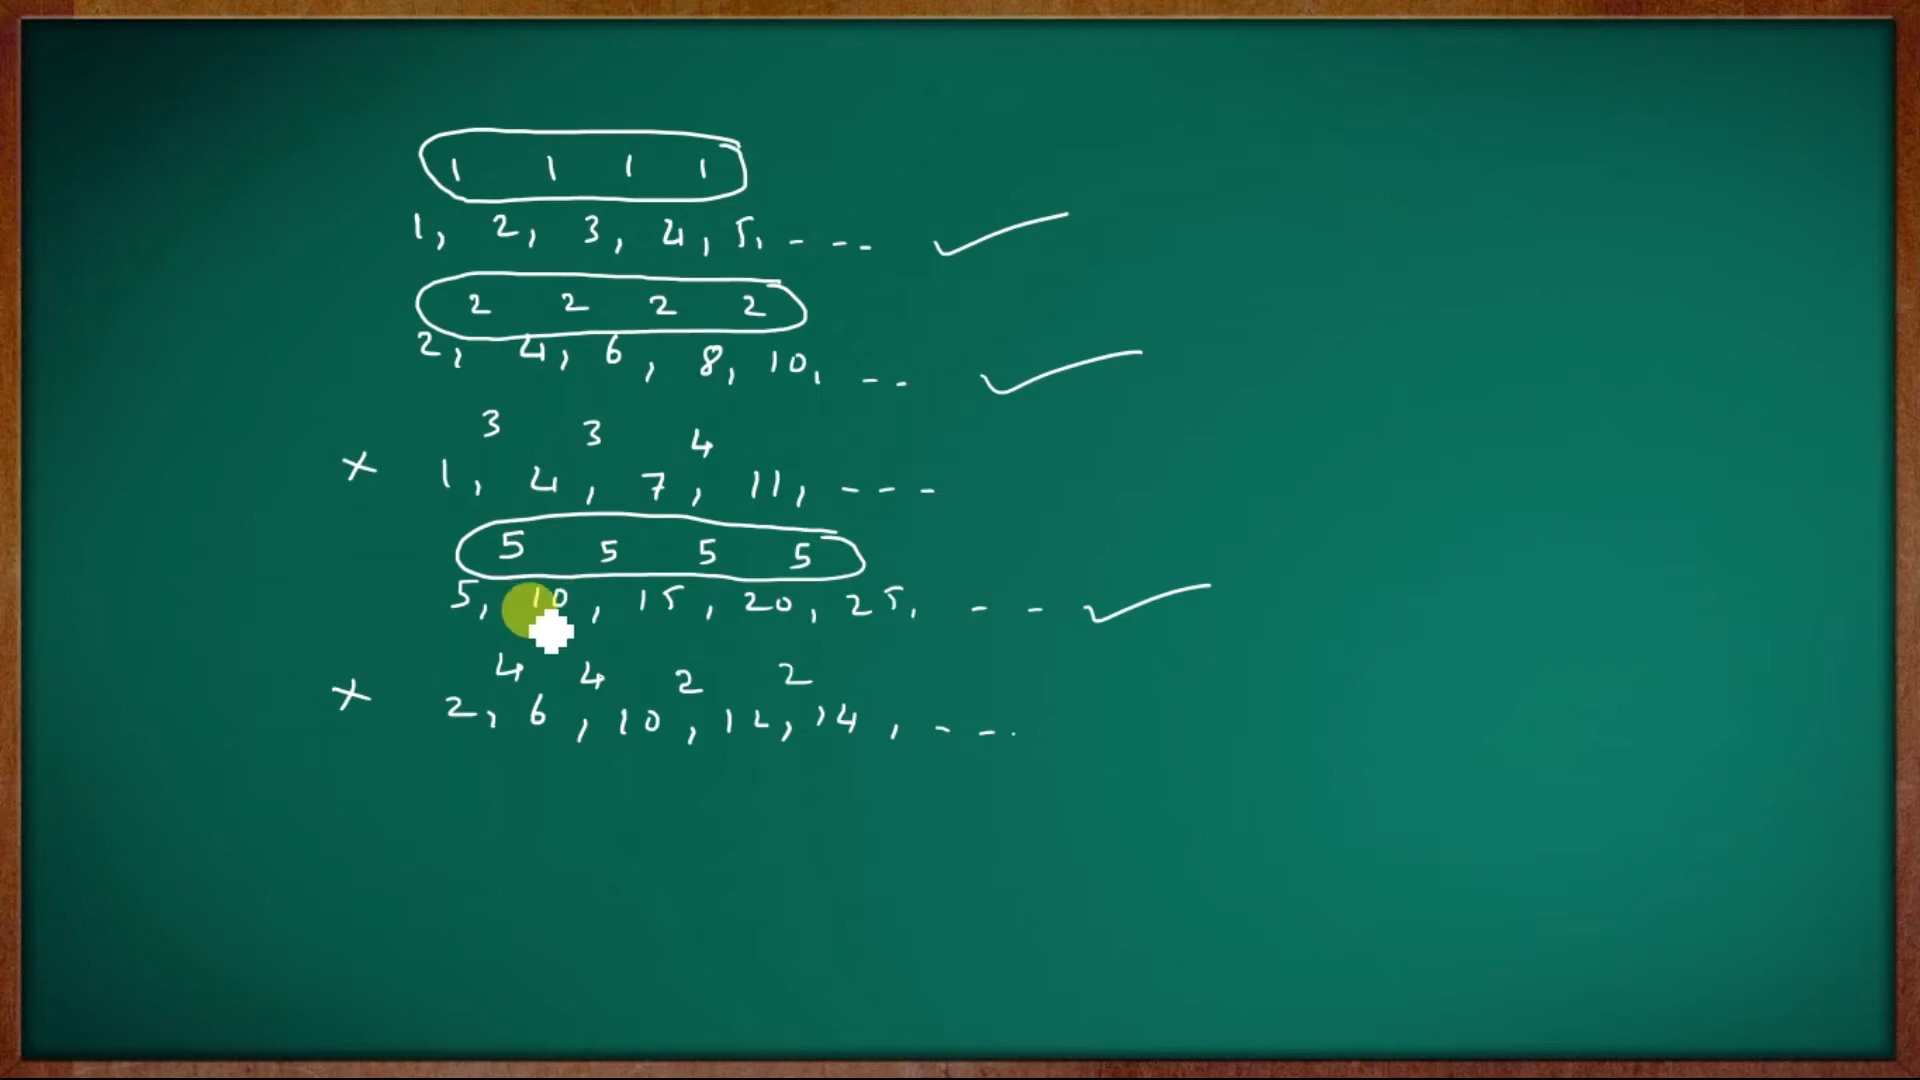 1 1 1 1
1, 2, 3, 4, 5, - - -
2 2 2 2
2, 4, 6, 8, 10, - -
3 3 4
× 1, 4, 7, 11, - - -
5 5 5 5
5, 10, 15, 20, 25, - -
4 4 2 2
× 2, 6, 10, 12, 14, - - .